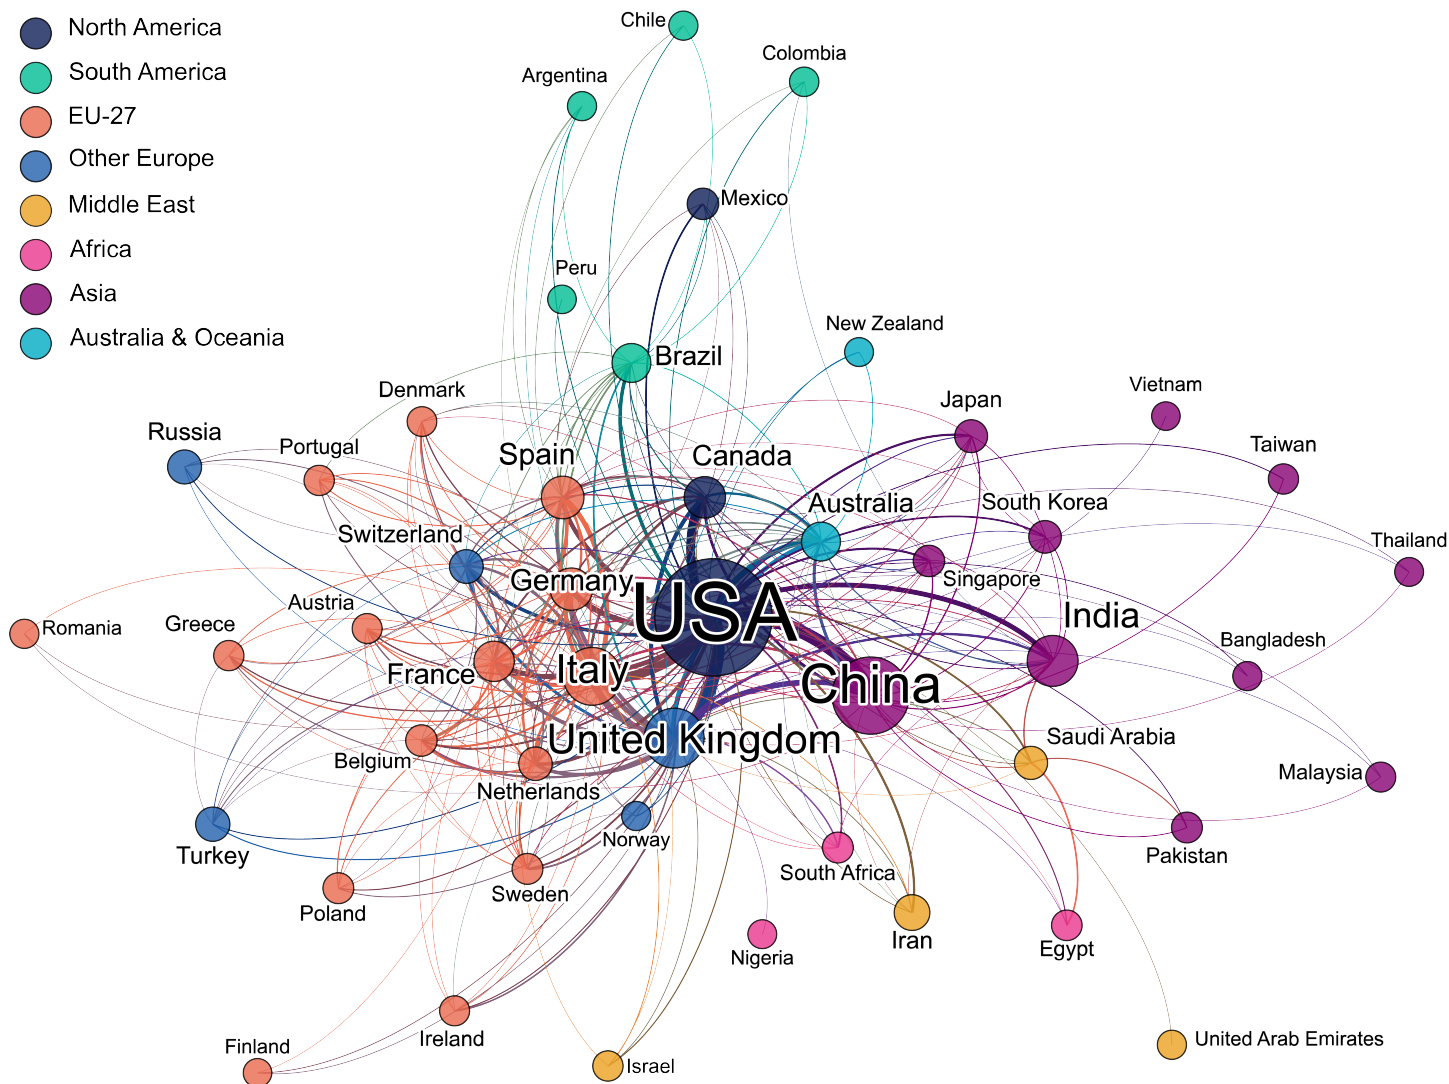 North America
South America
EU-27
Other Europe
Middle East
Africa
Asia
Australia & Oceania
Chile
Colombia
Argentina
Mexico
Peru
New Zealand
Brazil
Denmark
Vietnam
Japan
Russia
Portugal
Spain
Canada
Taiwan
Australia
South Korea
Switzerland
Thailand
Germany
Singapore
USA
India
Austria
Greece
Romania
Bangladesh
Italy
France
China
United Kingdom
Saudi Arabia
Belgium
Malaysia
Netherlands
Norway
Turkey
Pakistan
South Africa
Sweden
Poland
Iran
Egypt
Nigeria
Ireland
United Arab Emirates
Finland
Israel